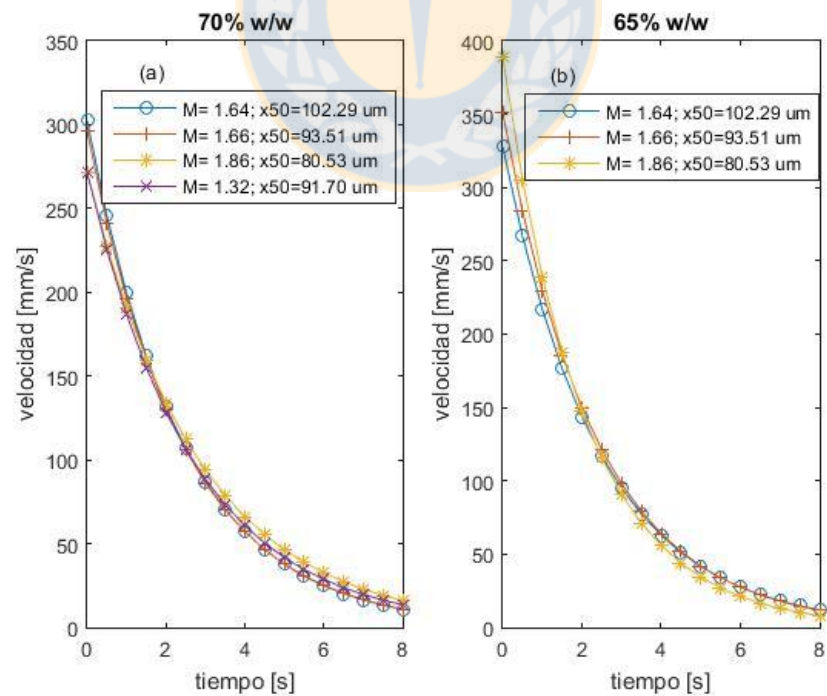 70% w/w
(a)
M= 1.64; x50=102.29 um
M= 1.66; x50=93.51 um
M= 1.86; x50=80.53 um
M= 1.32; x50=91.70 um
velocidad [mm/s]
350
300
250
200
150
100
50
0
0 2 4 6 8
tiempo [s]
65% w/w
(b)
M= 1.64; x50=102.29 um
M= 1.66; x50=93.51 um
M= 1.86; x50=80.53 um
velocidad [mm/s]
400
350
300
250
200
150
100
50
0
0 2 4 6 8
tiempo [s]